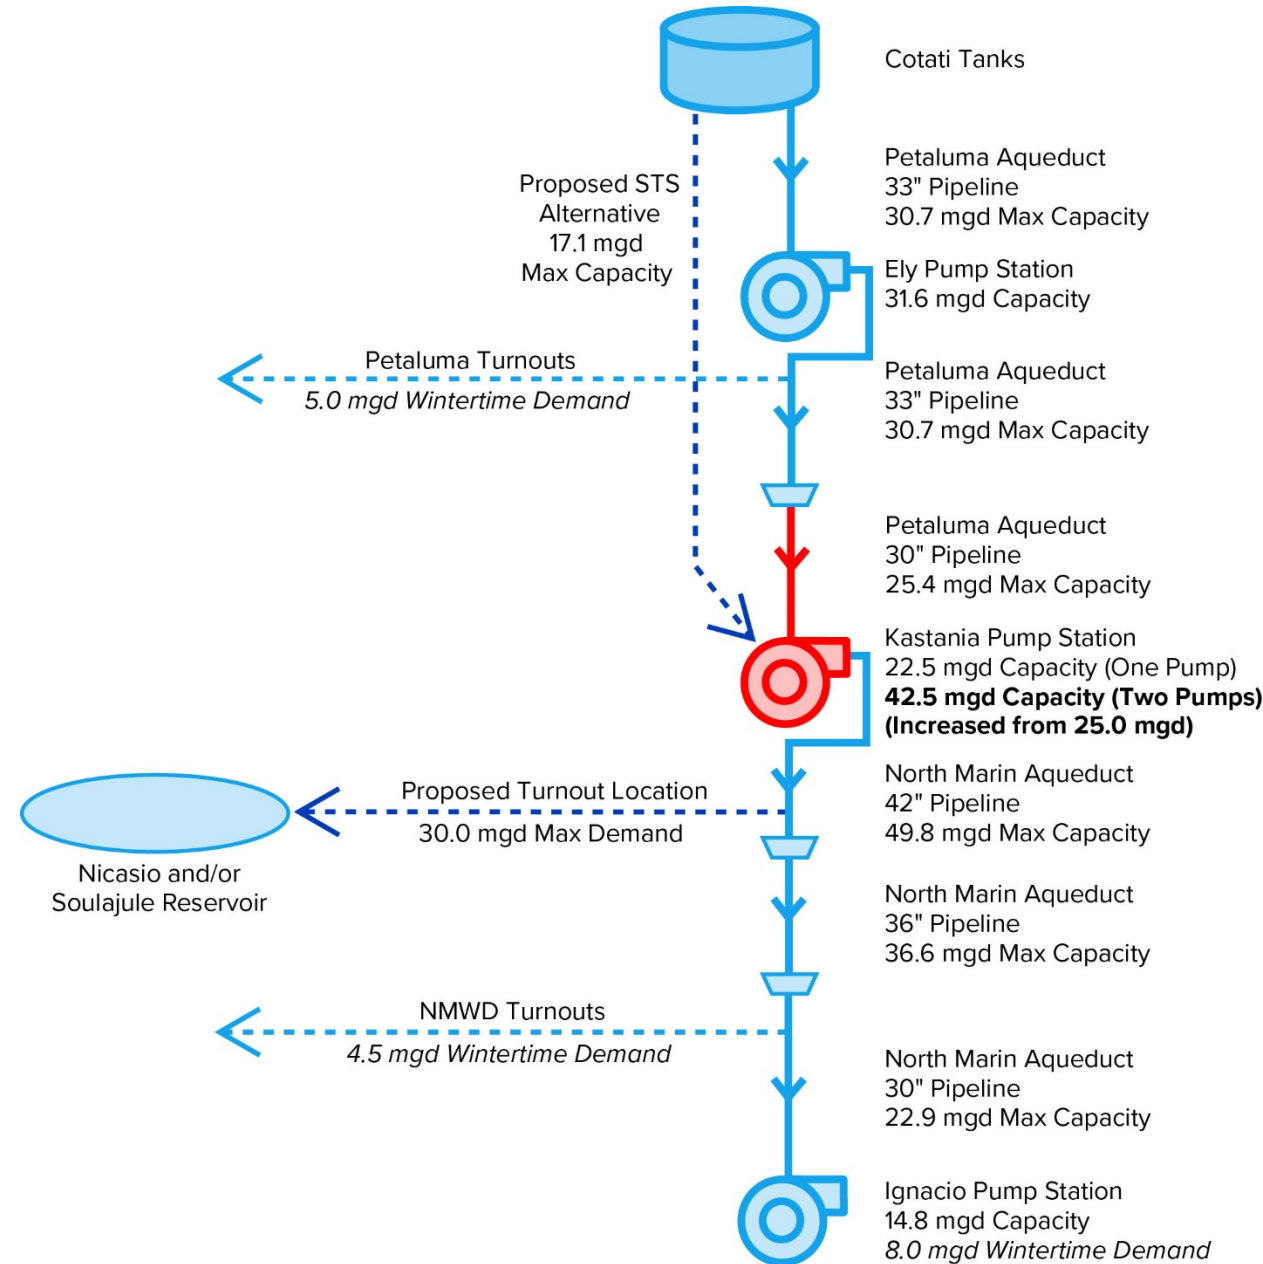 Cotati Tanks
Petaluma Aqueduct
33" Pipeline
30.7 mgd Max Capacity
Proposed STS
Alternative
17.1 mgd
Max Capacity
Ely Pump Station
31.6 mgd Capacity
Petaluma Turnouts
5.0 mgd Wintertime Demand
Petaluma Aqueduct
33" Pipeline
30.7 mgd Max Capacity
Petaluma Aqueduct
30" Pipeline
25.4 mgd Max Capacity
Kastania Pump Station
22.5 mgd Capacity (One Pump)
42.5 mgd Capacity (Two Pumps)
(Increased from 25.0 mgd)
North Marin Aqueduct
42" Pipeline
49.8 mgd Max Capacity
Proposed Turnout Location
30.0 mgd Max Demand
Nicasio and/or
Soulajule Reservoir
North Marin Aqueduct
36" Pipeline
36.6 mgd Max Capacity
NMWD Turnouts
4.5 mgd Wintertime Demand
North Marin Aqueduct
30" Pipeline
22.9 mgd Max Capacity
Ignacio Pump Station
14.8 mgd Capacity
8.0 mgd Wintertime Demand